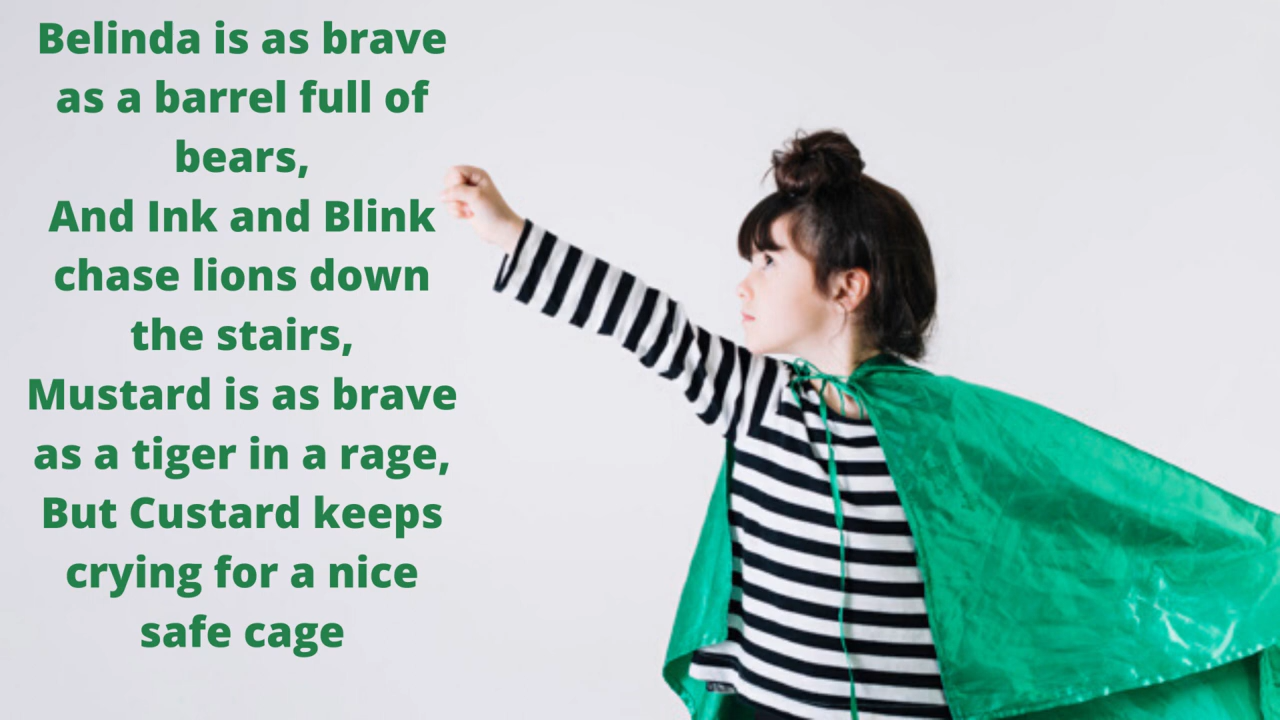 Belinda is as brave
as a barrel full of
bears,
And Ink and Blink
chase lions down
the stairs,
Mustard is as brave
as a tiger in a rage,
But Custard keeps
crying for a nice
safe cage